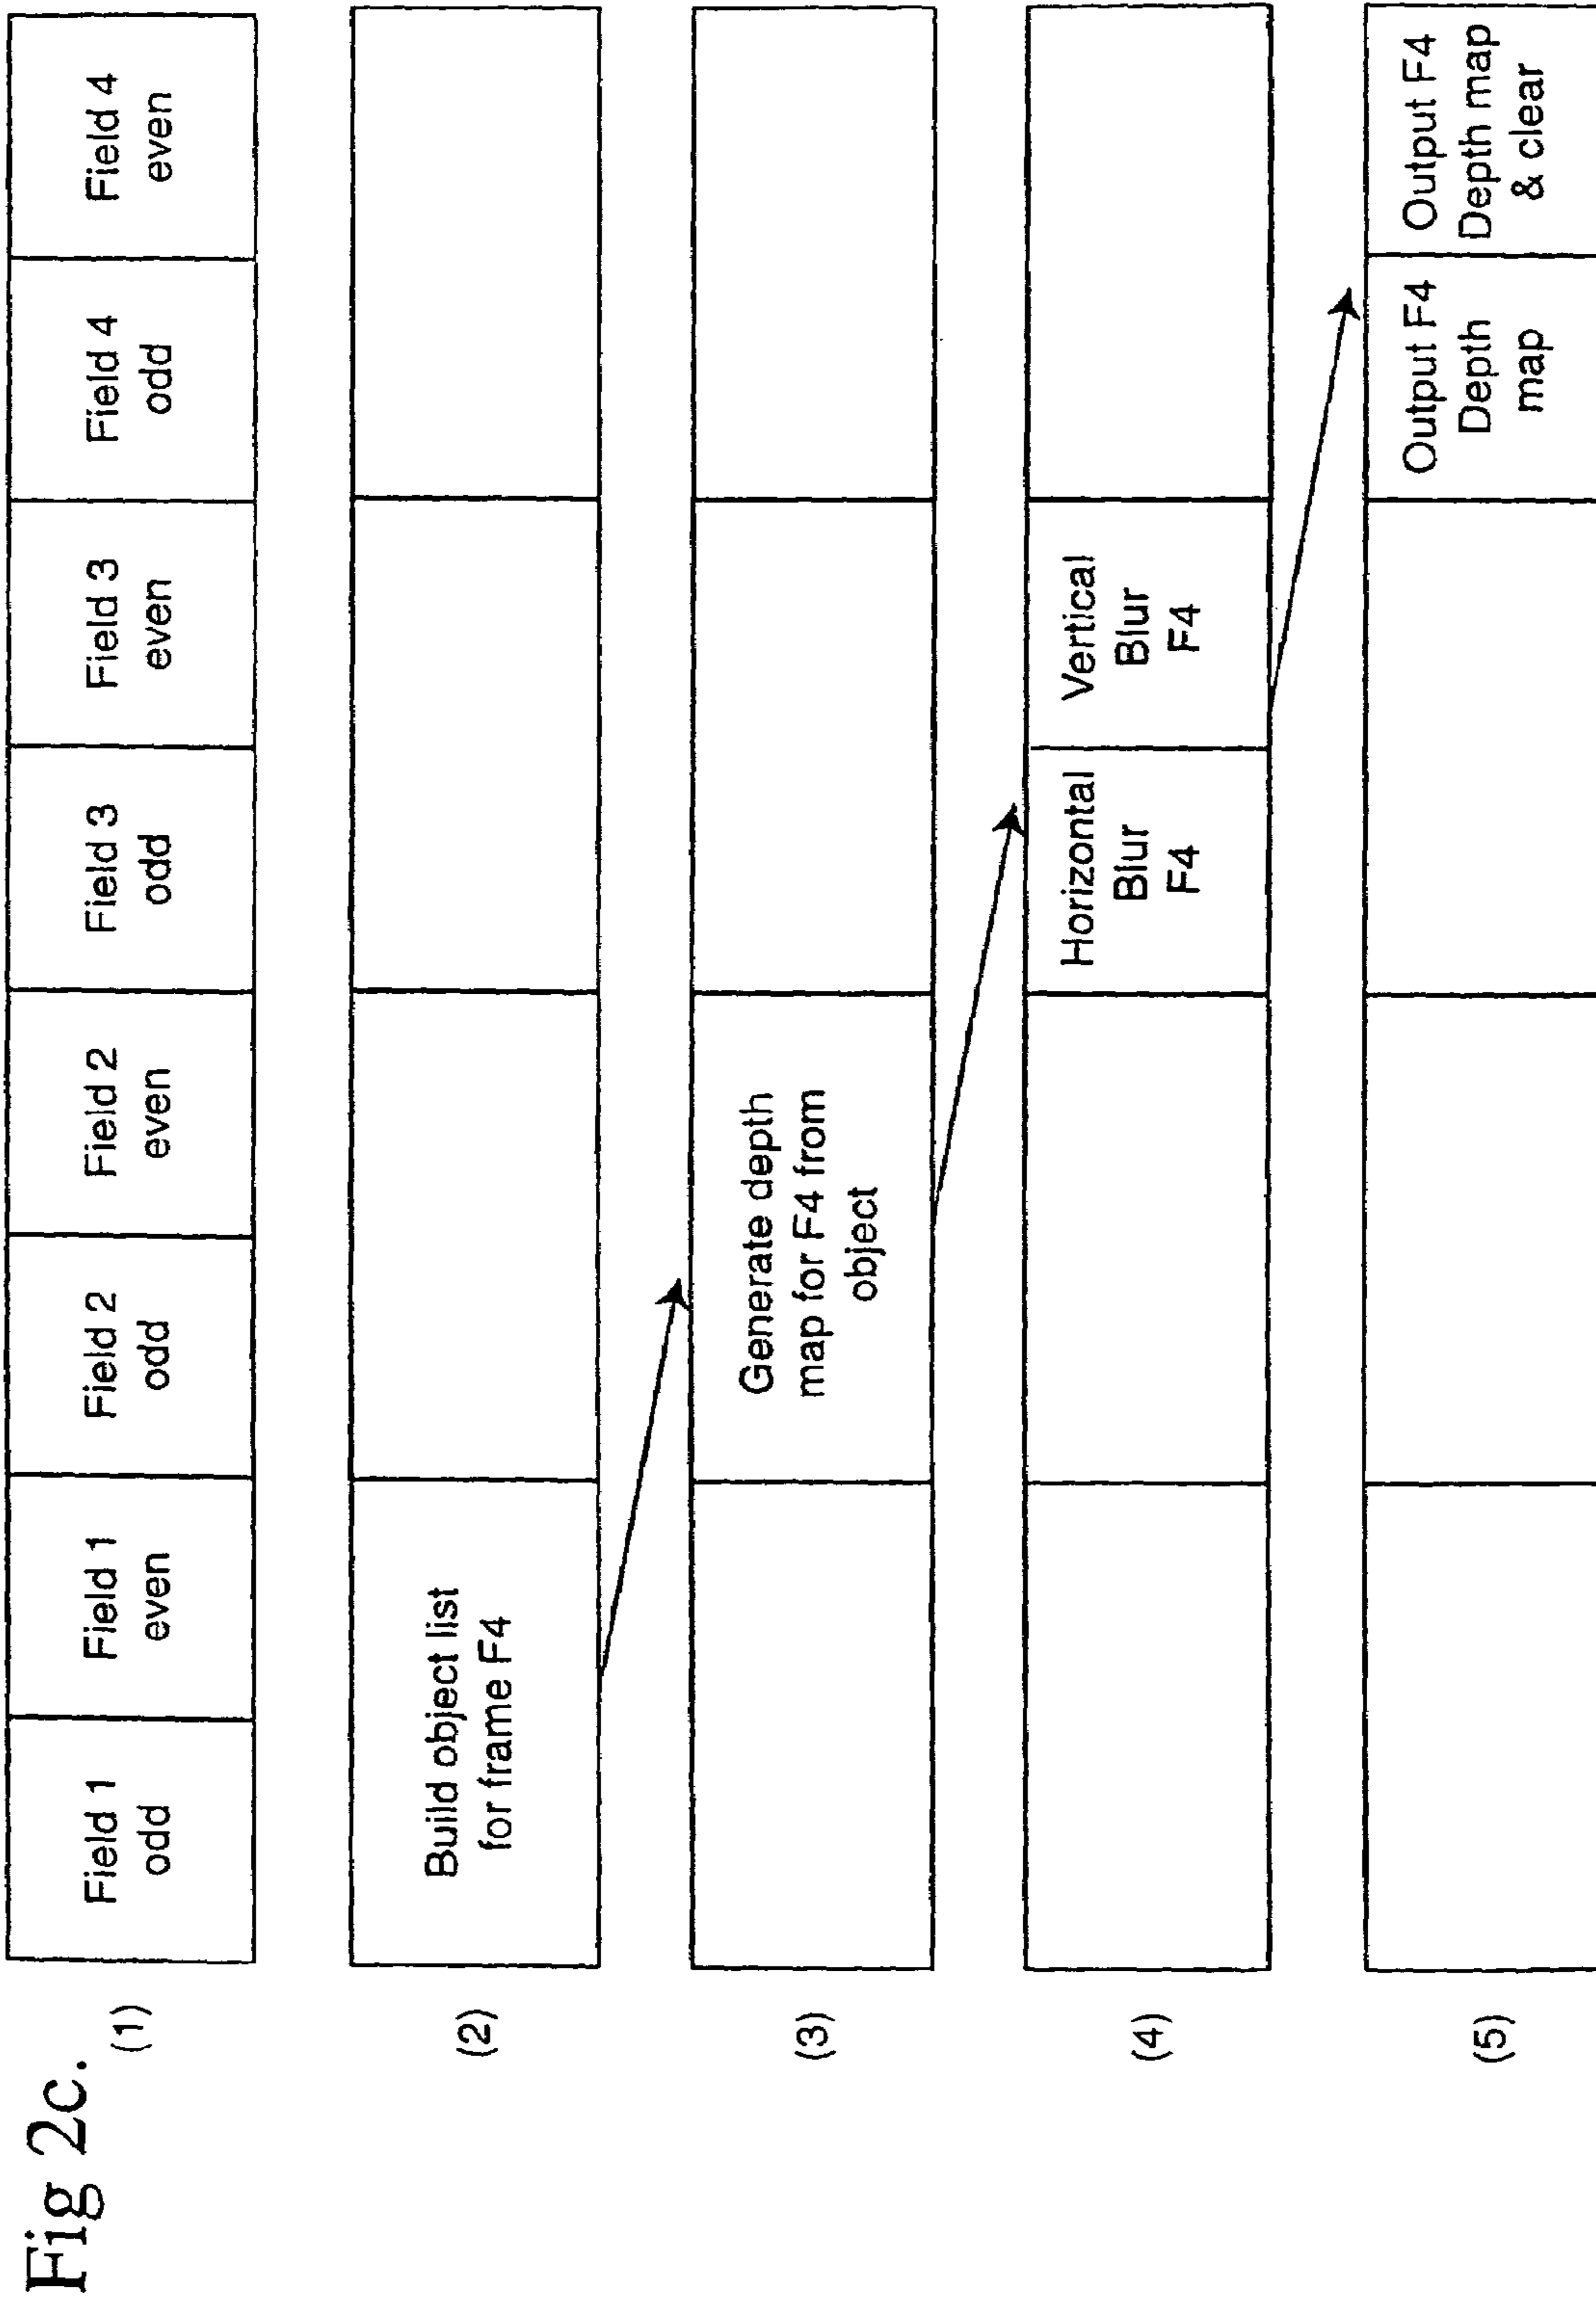 Fig 2c.
(1)
Field 1
odd
Field 1
even
Field 2
odd
Field 2
even
Field 3
odd
Field 3
even
Field 4
odd
Field 4
even
(2)
Build object list
for frame F4
(3)
Generate depth
map for F4 from
object
(4)
Horizontal
Blur
F4
Vertical
Blur
F4
(5)
Output F4
Depth
map
Output F4
Depth map
& clear